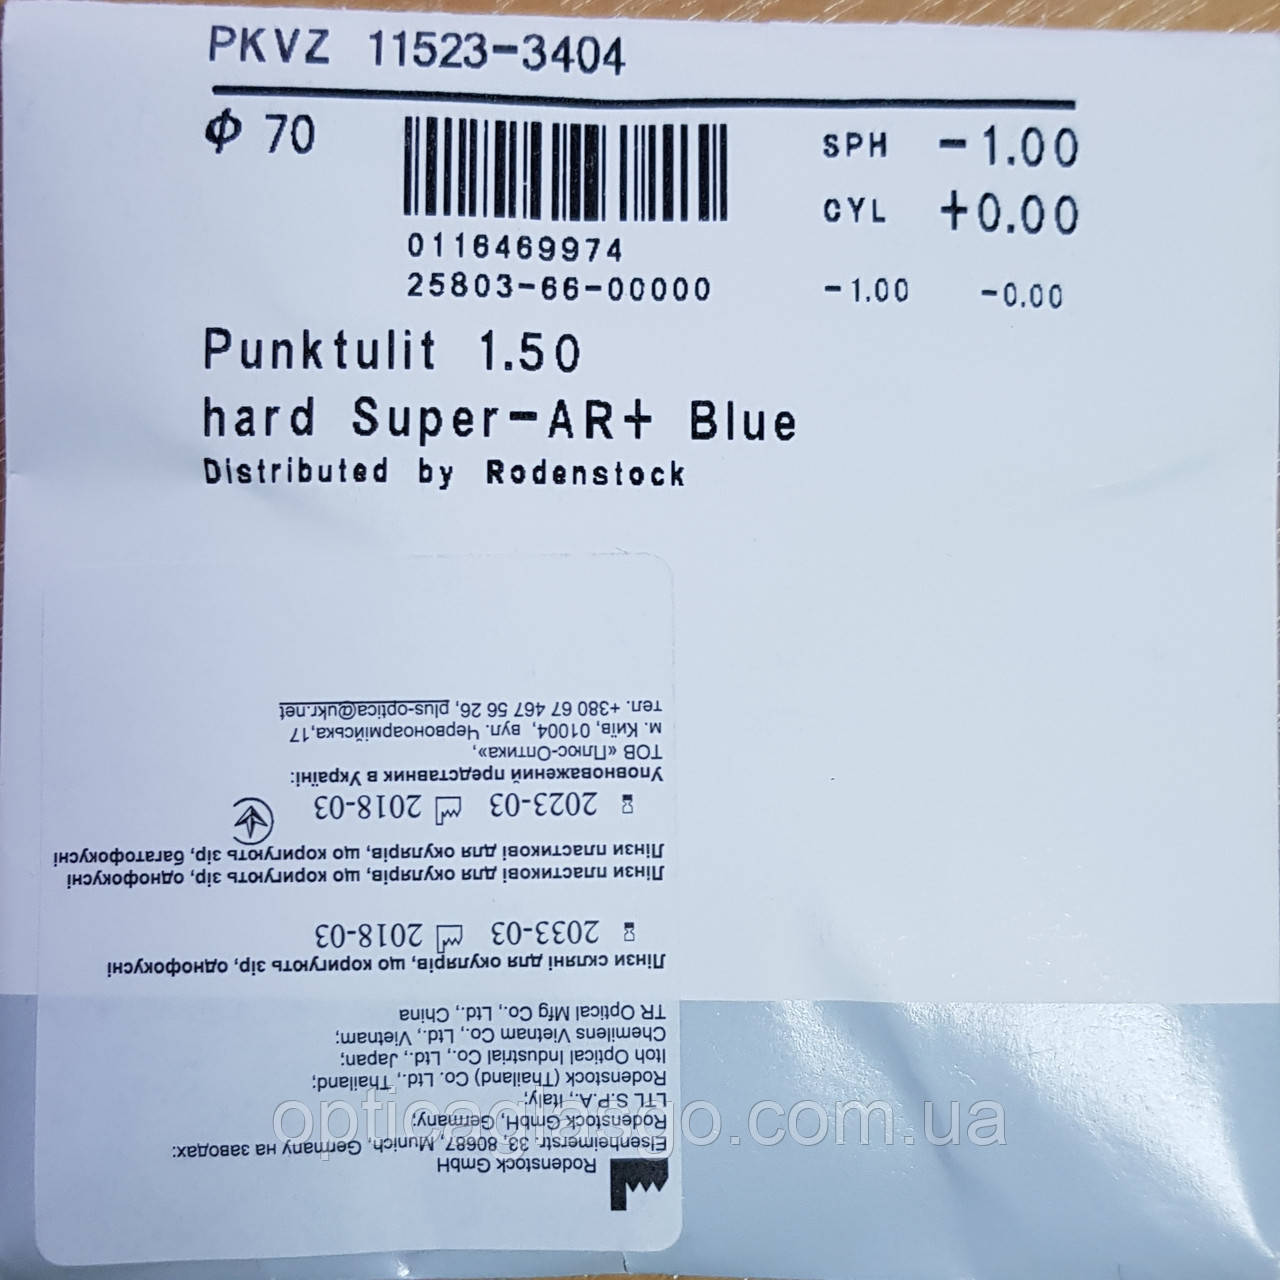 PKVZ 11523-3404
Φ 70
SPH -1.00
CYL +0.00
0116469974
25803-66-00000
-1.00 -0.00
Punktulit 1.50
hard Super-AR+ Blue
Distributed by Rodenstock
Rodenstock GmbH
Elsenheimerstr. 33, 80687, Munich, Germany на заводах:
Rodenstock GmbH, Germany;
LTL S.P.A., Italy;
Rodenstock (Thailand) Co. Ltd., Thailand;
Itoh Optical Industrial Co., Ltd., Japan;
Chemilens Vietnam Co., Ltd., Vietnam;
TR Optical Mfg Co., Ltd., China
Лінзи скляні для окулярів, що коригують зір, однофокусні
2033-03 2018-03
Лінзи пластикові для окулярів, що коригують зір, однофокусні
Лінзи пластикові для окулярів, що коригують зір, багатофокусні
2023-03 2018-03
Уповноважений представник в Україні:
ТОВ «Плюс-Оптика»,
м. Київ, 01004, вул. Червоноармійська,17
тел. +380 67 467 56 26, plus-optica@ukr.net
opticaglassgo.com.ua